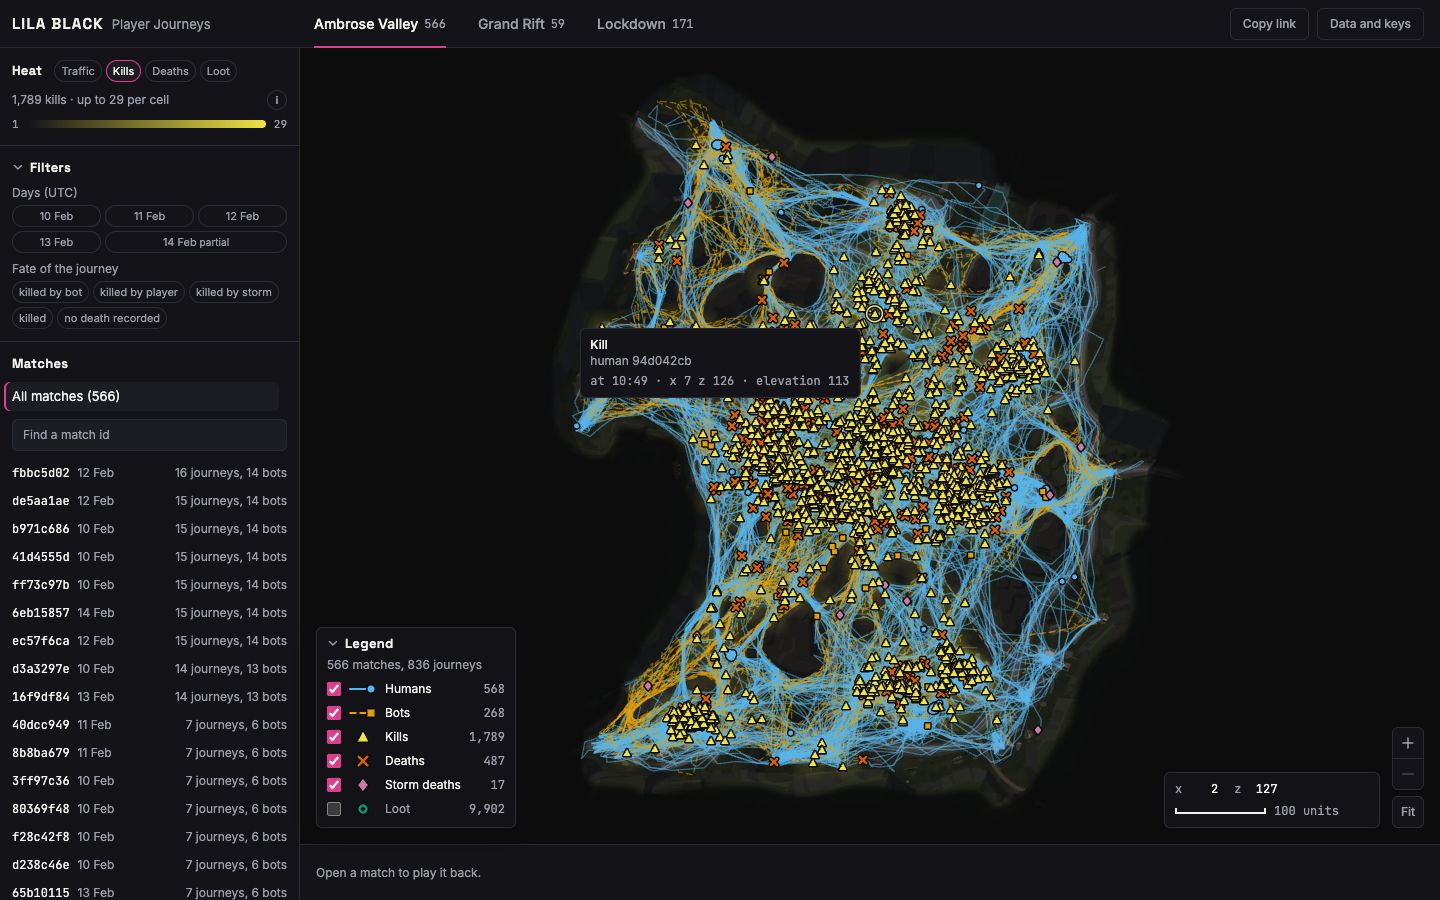 LILA BLACK Player Journeys
Ambrose Valley 566
Grand Rift 59
Lockdown 171
Copy link
Data and keys
Heat
Traffic
Kills
Deaths
Loot
1,789 kills · up to 29 per cell
i
1
29
Filters
Days (UTC)
10 Feb
11 Feb
12 Feb
13 Feb
14 Feb partial
Fate of the journey
killed by bot
killed by player
killed by storm
killed
no death recorded
Matches
All matches (566)
Find a match id
fbbc5d02 12 Feb 16 journeys, 14 bots
de5aa1ae 12 Feb 15 journeys, 14 bots
b971c686 10 Feb 15 journeys, 14 bots
41d4555d 10 Feb 15 journeys, 14 bots
ff73c97b 10 Feb 15 journeys, 14 bots
6eb15857 14 Feb 15 journeys, 14 bots
ec57f6ca 12 Feb 15 journeys, 14 bots
d3a3297e 10 Feb 14 journeys, 13 bots
16f9df84 13 Feb 14 journeys, 13 bots
40dcc949 11 Feb 7 journeys, 6 bots
8b8ba679 11 Feb 7 journeys, 6 bots
3ff97c36 10 Feb 7 journeys, 6 bots
80369f48 10 Feb 7 journeys, 6 bots
f28c42f8 10 Feb 7 journeys, 6 bots
d238c46e 10 Feb 7 journeys, 6 bots
65b10115 13 Feb 7 journeys, 6 bots
Kill
human 94d042cb
at 10:49 · x 7 z 126 · elevation 113
Legend
566 matches, 836 journeys
Humans 568
Bots 268
Kills 1,789
Deaths 487
Storm deaths 17
Loot 9,902
x 2 z 127
100 units
+
−
Fit
Open a match to play it back.